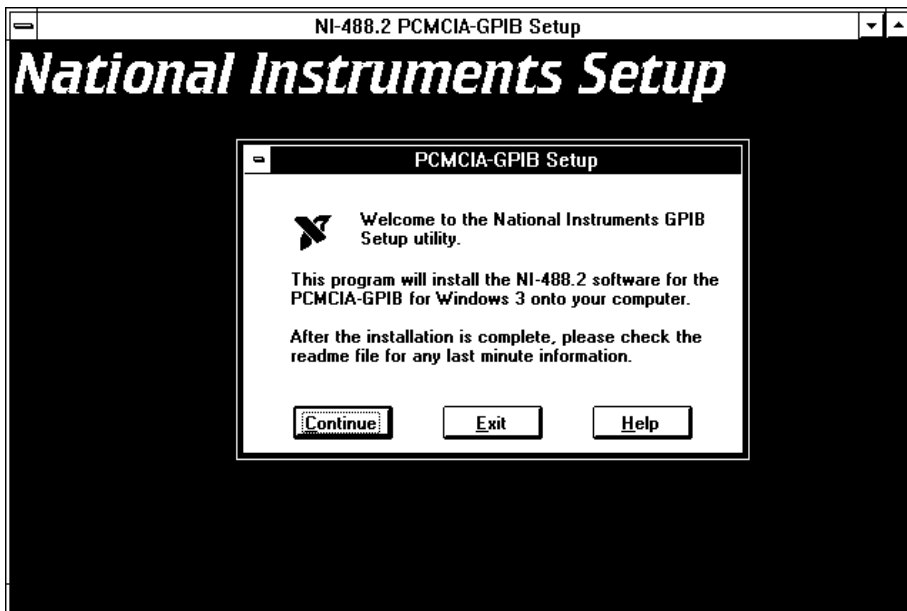 NI-488.2 PCMCIA-GPIB Setup
National Instruments Setup
PCMCIA-GPIB Setup
Welcome to the National Instruments GPIB
Setup utility.
This program will install the NI-488.2 software for the
PCMCIA-GPIB for Windows 3 onto your computer.
After the installation is complete, please check the
readme file for any last minute information.
Continue Exit Help